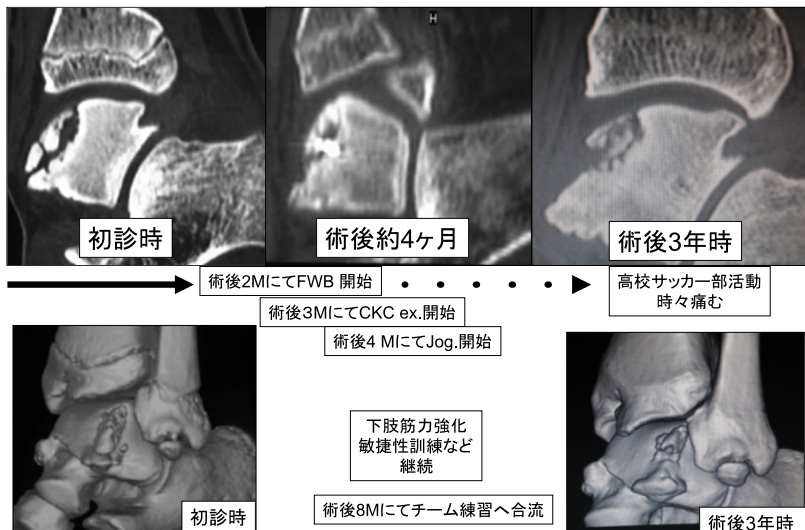 H
初診時
術後約4ヶ月
術後3年時
術後2MにてFWB 開始
術後3MにてCKC ex.開始
術後4 MにてJog.開始
高校サッカー部活動
時々痛む
下肢筋力強化
敏捷性訓練など
継続
術後8Mにてチーム練習へ合流
初診時
術後3年時